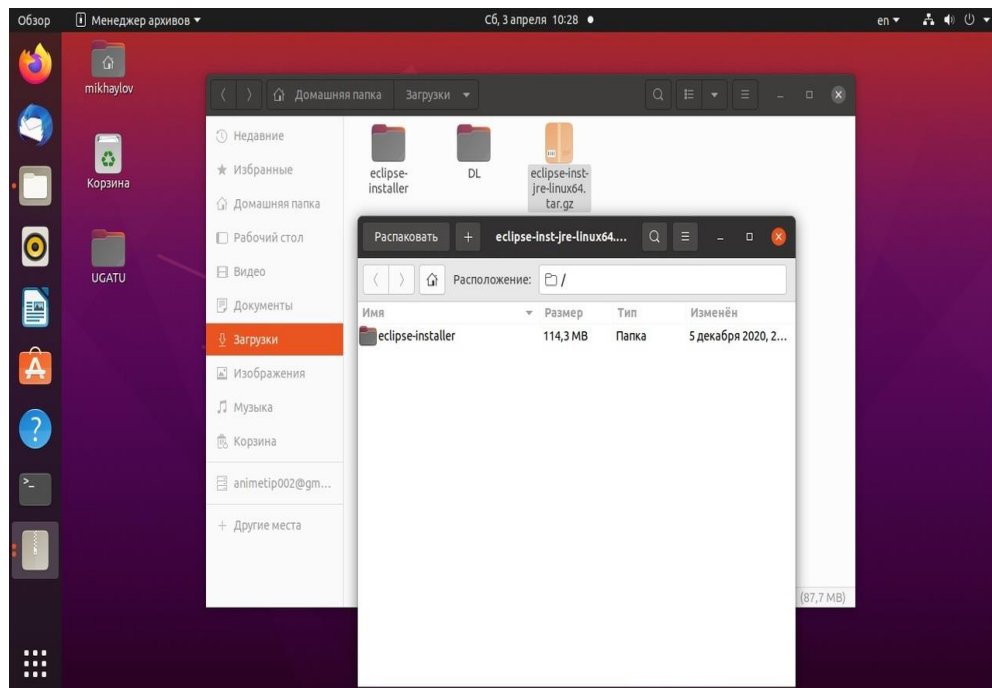 Обзор Менеджер архивов Сб, 3 апреля 10:28 en
mikhaylov
Корзина
UGATU
Домашняя папка Загрузки
Недавние
Избранные
Домашняя папка
Рабочий стол
Видео
Документы
Загрузки
Изображения
Музыка
Корзина
animetip002@gm...
Другие места
eclipse-
installer
DL
eclipse-inst-
jre-linux64.
tar.gz
Распаковать + eclipse-inst-jre-linux64....
Расположение: /
Имя Размер Тип Изменён
eclipse-installer 114,3 MB Папка 5 декабря 2020, 2...
(87,7 MB)